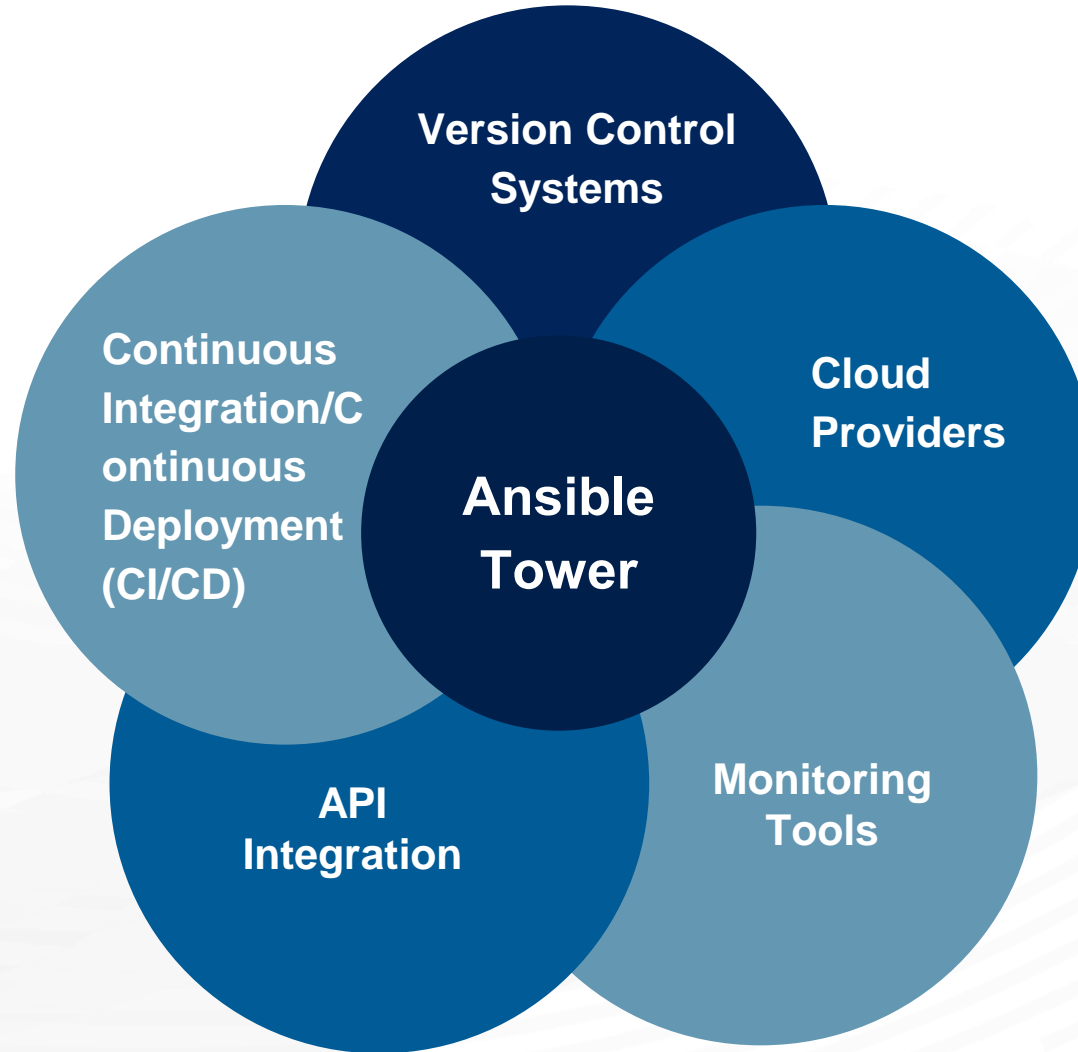 Version Control
Systems
Continuous
Integration/C
ontinuous
Deployment
(CI/CD)
Cloud
Providers
Ansible
Tower
API
Integration
Monitoring
Tools